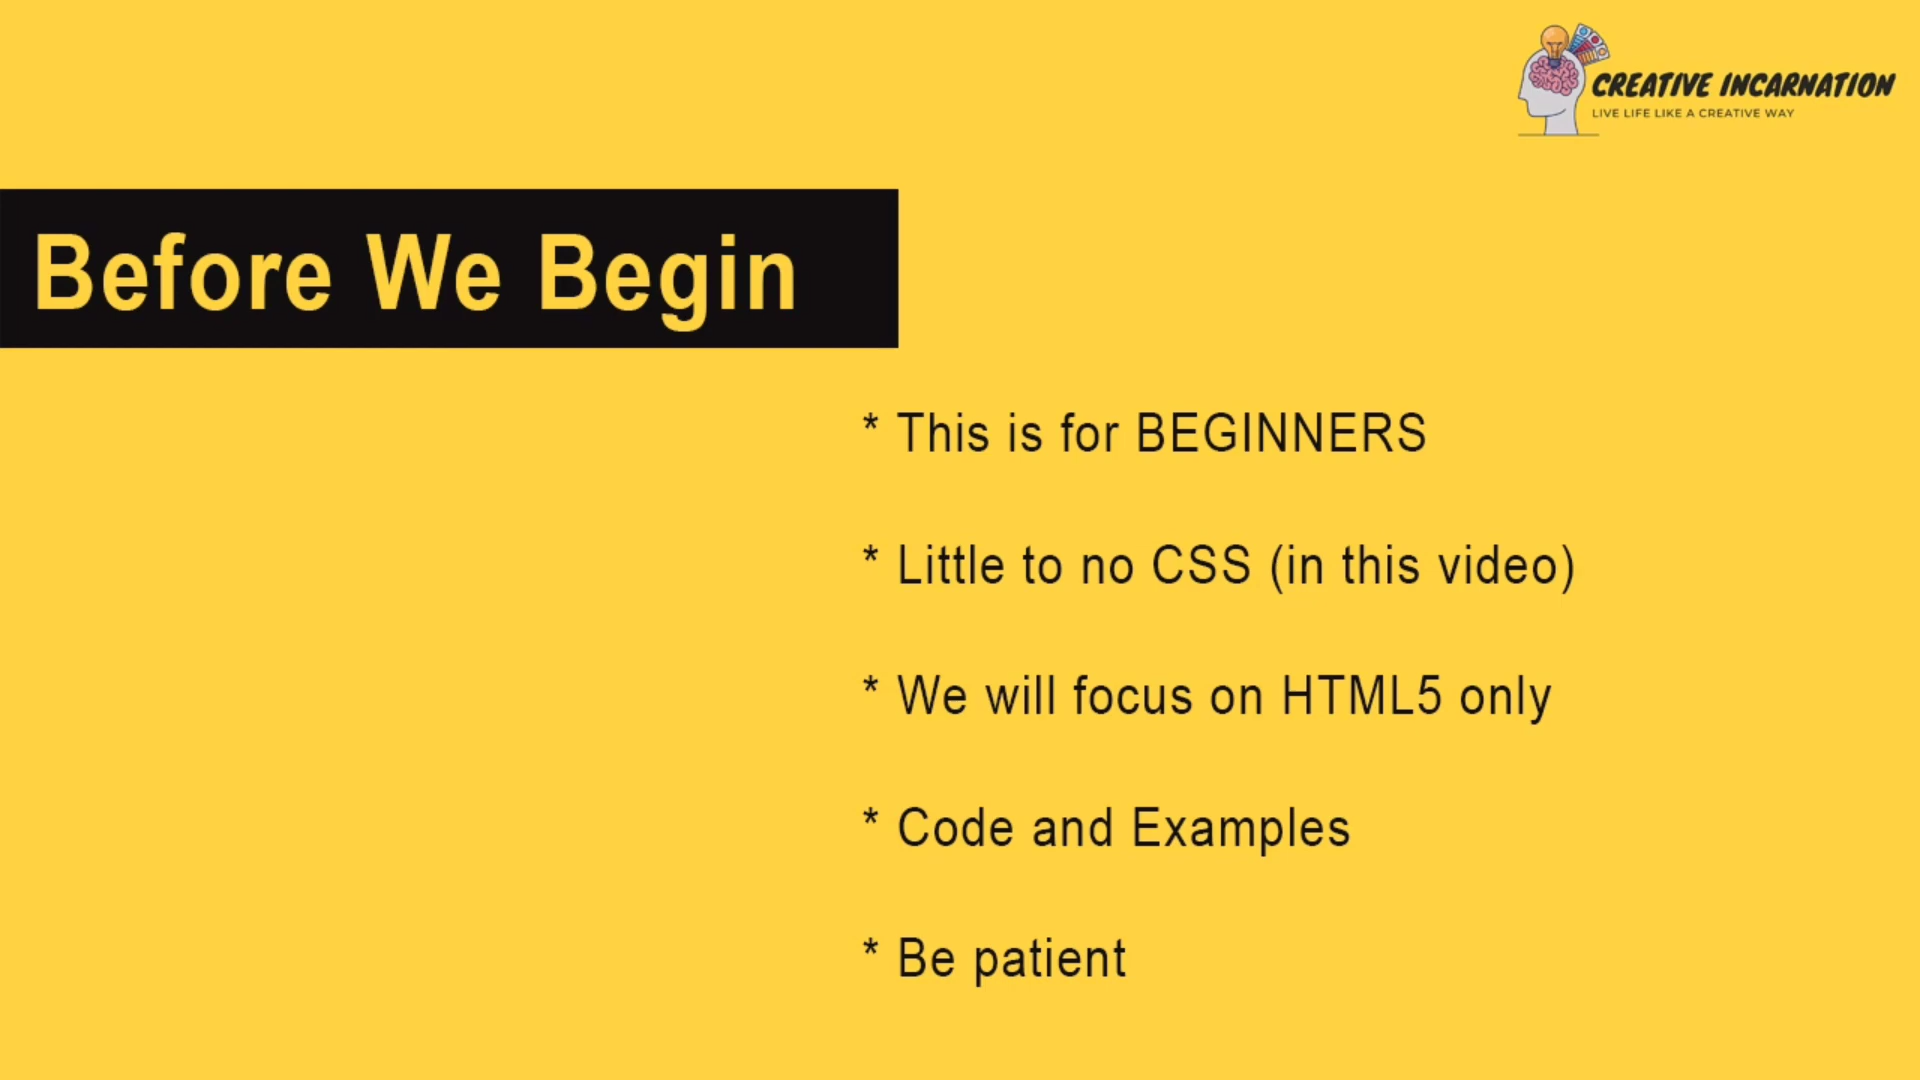 CREATIVE INCARNATION
LIVE LIFE LIKE A CREATIVE WAY
Before We Begin
* This is for BEGINNERS
* Little to no CSS (in this video)
* We will focus on HTML5 only
* Code and Examples
* Be patient